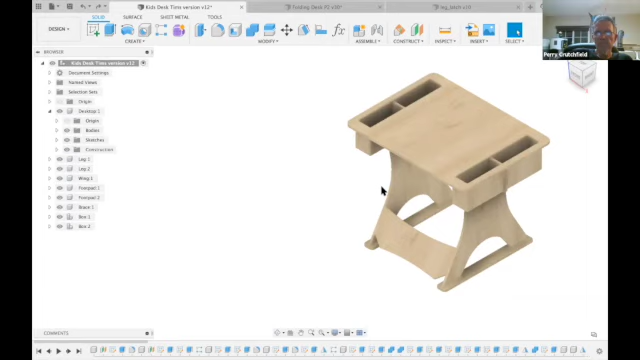 Kids Desk Tims version v12*
folding Desk P2 v38*
leg_latch v10
SOLID
SURFACE
SHEET METAL
TOOLS
DESIGN
CREATE
MODIFY
ASSEMBLE
CONSTRUCT
INSPECT
INSERT
SELECT
Perry Crutchfield
BROWSER
Kids Desk Tims version v12
Document Settings
Named Views
Selection Sets
Origin
Desktop:1
Origin
Bodies
Sketches
Construction
Leg:1
Leg:2
Wing:1
Footpad:1
Footpad:2
Brace:1
Box:1
Box:2
COMMENTS